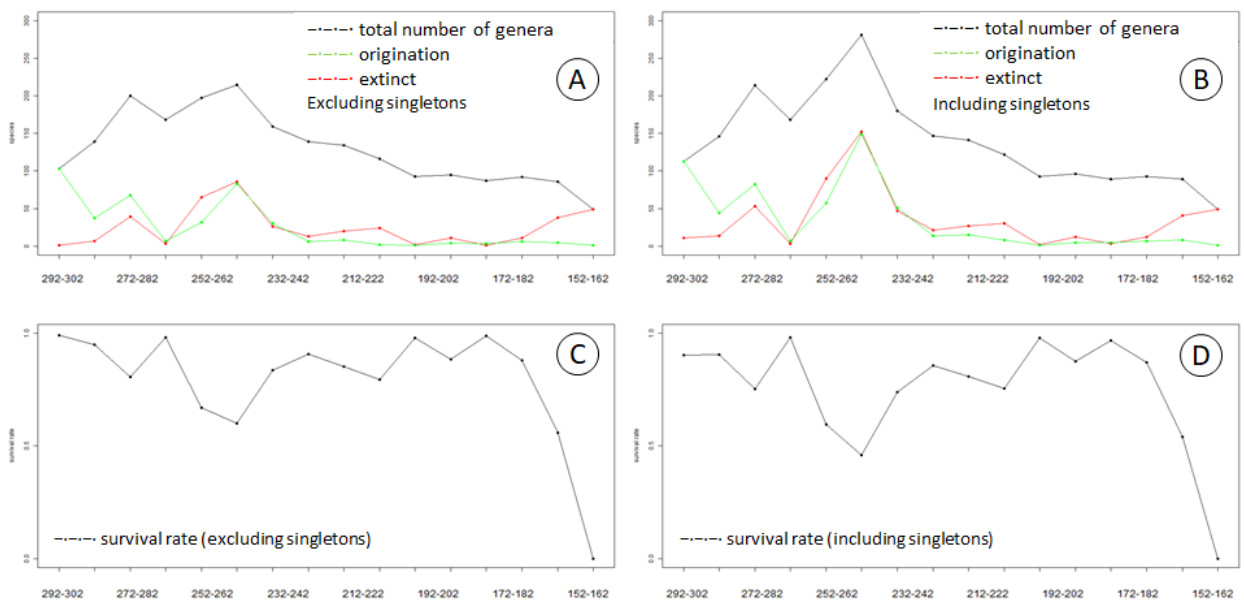 total number of genera
origination
extinct
Excluding singletons
A
300
250
200
150
100
50
0
species
292-302 272-282 252-262 232-242 212-222 192-202 172-182 152-162
total number of genera
origination
extinct
Including singletons
B
300
250
200
150
100
50
0
species
292-302 272-282 252-262 232-242 212-222 192-202 172-182 152-162
C
1.0
0.5
0.0
survival rate
survival rate (excluding singletons)
292-302 272-282 252-262 232-242 212-222 192-202 172-182 152-162
D
1.0
0.5
0.0
survival rate
survival rate (including singletons)
292-302 272-282 252-262 232-242 212-222 192-202 172-182 152-162